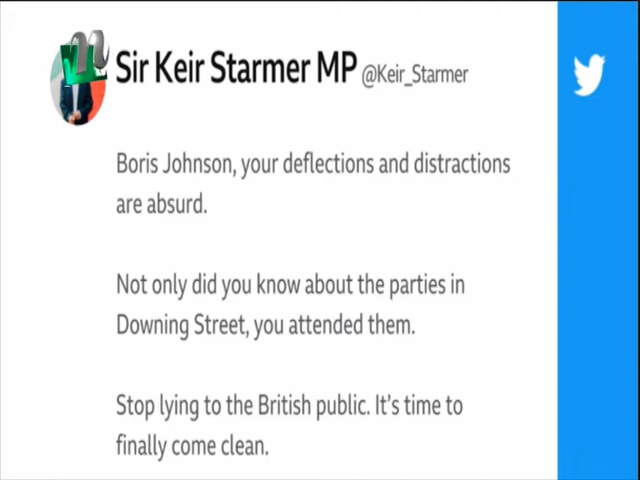 Sir Keir Starmer MP @Keir_Starmer
Boris Johnson, your deflections and distractions
are absurd.
Not only did you know about the parties in
Downing Street, you attended them.
Stop lying to the British public. It's time to
finally come clean.